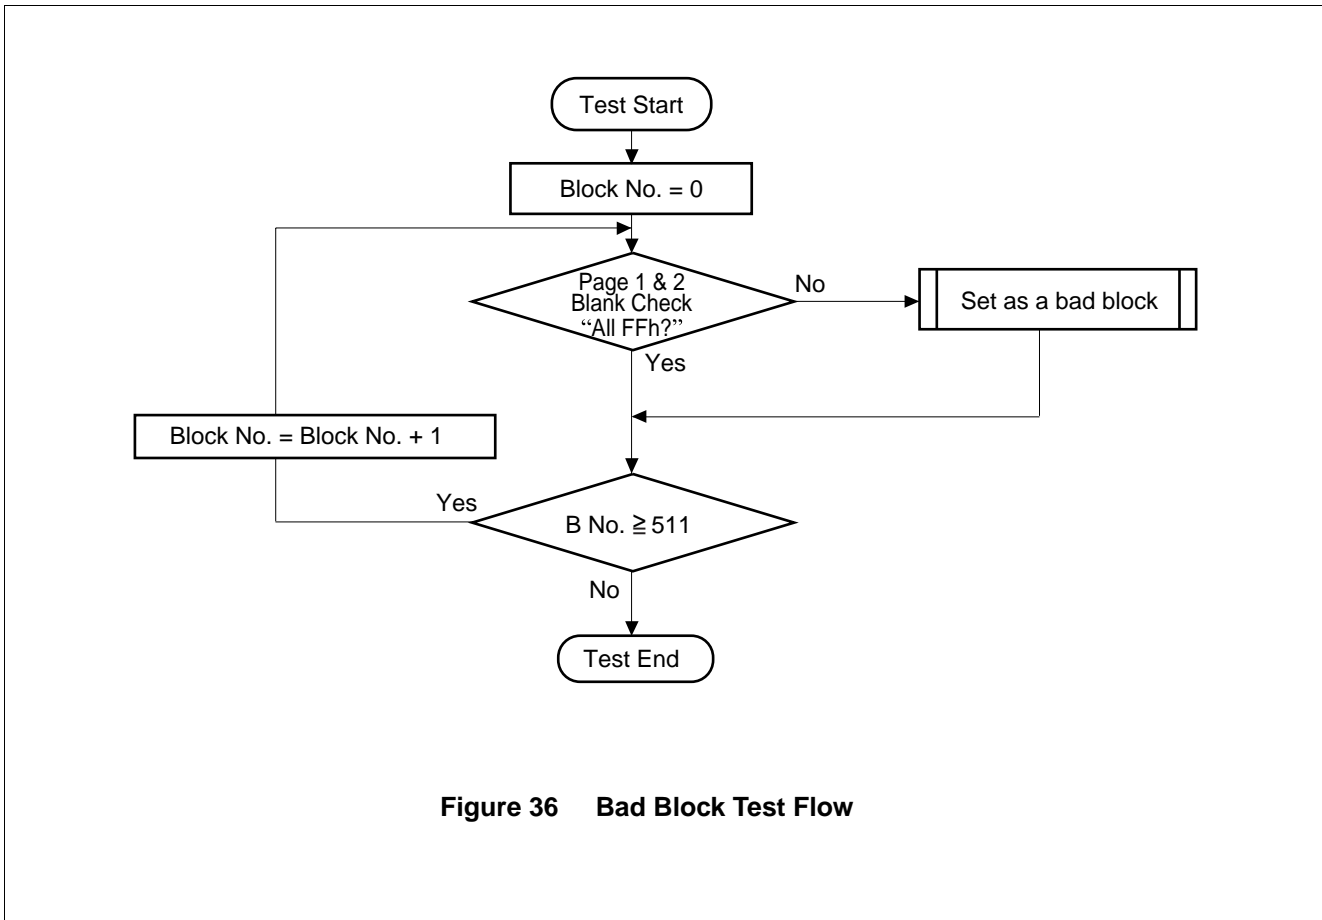 Test Start
Block No. = 0
Page 1 & 2
Blank Check
“All FFh?”
No
Set as a bad block
Yes
Block No. = Block No. + 1
Yes
B No. ≧ 511
No
Test End
Figure 36 Bad Block Test Flow